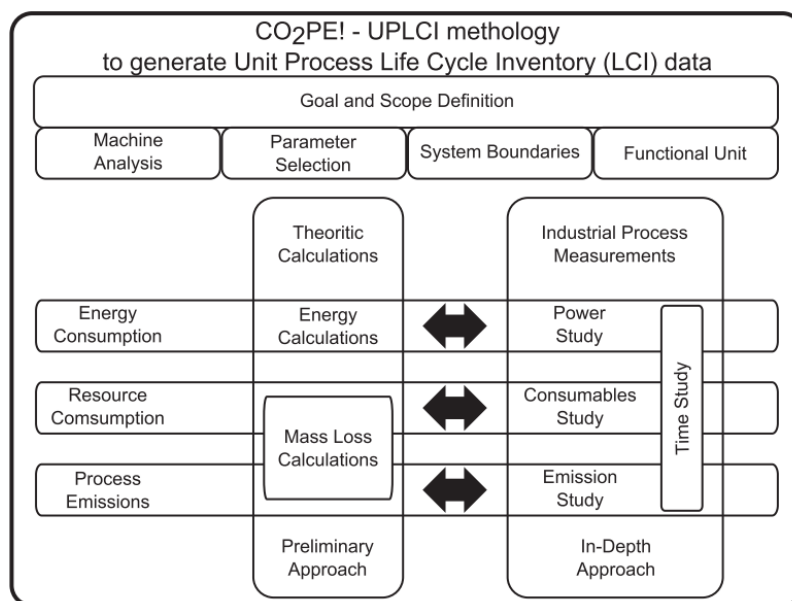 CO2PE! - UPLCI methology
to generate Unit Process Life Cycle Inventory (LCI) data
Goal and Scope Definition
Machine
Analysis
Parameter
Selection
System Boundaries
Functional Unit
Theoritic
Calculations
Industrial Process
Measurements
Energy
Consumption
Energy
Calculations
Power
Study
Resource
Comsumption
Mass Loss
Calculations
Consumables
Study
Time Study
Process
Emissions
Emission
Study
Preliminary
Approach
In-Depth
Approach